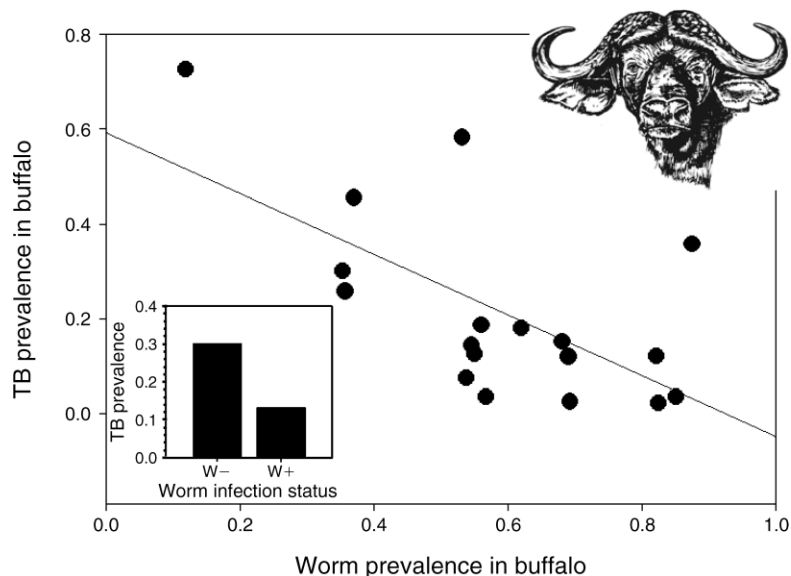 0.8
0.6
0.4
0.2
0.0
TB prevalence in buffalo
0.4
0.3
0.2
0.1
0.0
TB prevalence
W− W+
Worm infection status
0.0 0.2 0.4 0.6 0.8 1.0
Worm prevalence in buffalo